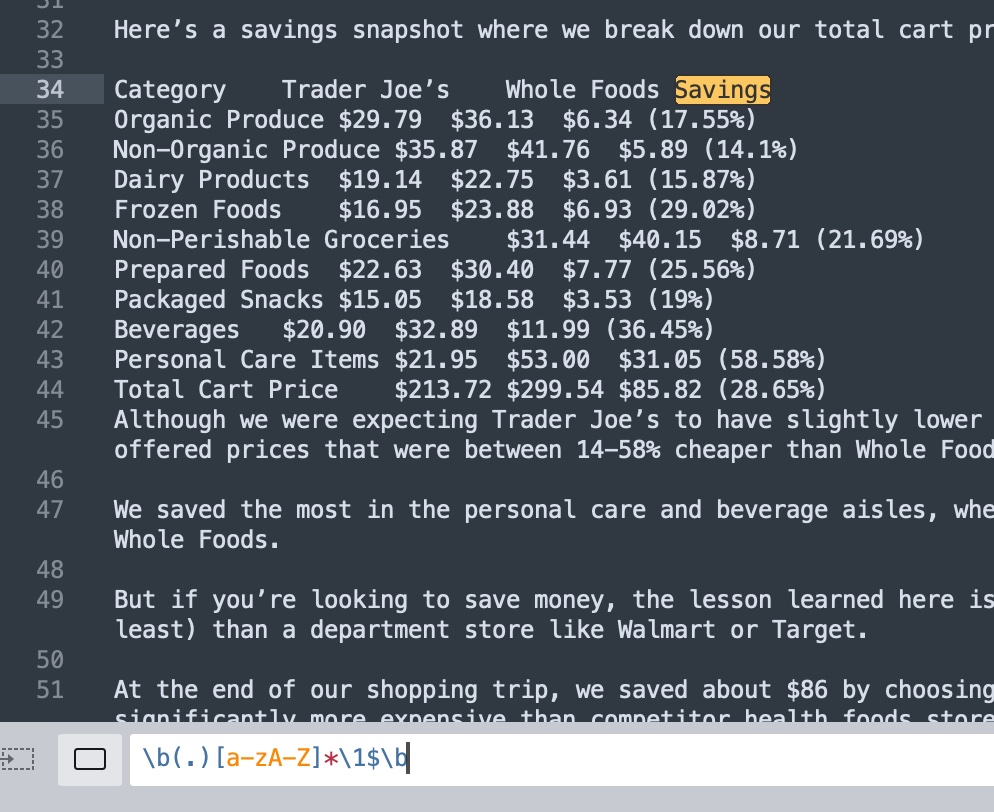 31
32 Here’s a savings snapshot where we break down our total cart pr
33
34 Category Trader Joe’s Whole Foods Savings
35 Organic Produce $29.79 $36.13 $6.34 (17.55%)
36 Non-Organic Produce $35.87 $41.76 $5.89 (14.1%)
37 Dairy Products $19.14 $22.75 $3.61 (15.87%)
38 Frozen Foods $16.95 $23.88 $6.93 (29.02%)
39 Non-Perishable Groceries $31.44 $40.15 $8.71 (21.69%)
40 Prepared Foods $22.63 $30.40 $7.77 (25.56%)
41 Packaged Snacks $15.05 $18.58 $3.53 (19%)
42 Beverages $20.90 $32.89 $11.99 (36.45%)
43 Personal Care Items $21.95 $53.00 $31.05 (58.58%)
44 Total Cart Price $213.72 $299.54 $85.82 (28.65%)
45 Although we were expecting Trader Joe’s to have slightly lower
offered prices that were between 14-58% cheaper than Whole Food
46
47 We saved the most in the personal care and beverage aisles, whe
Whole Foods.
48
49 But if you’re looking to save money, the lesson learned here is
least) than a department store like Walmart or Target.
50
51 At the end of our shopping trip, we saved about $86 by choosing
significantly more expensive than competitor health foods store
\b(.)[a-zA-Z]*\1$\b